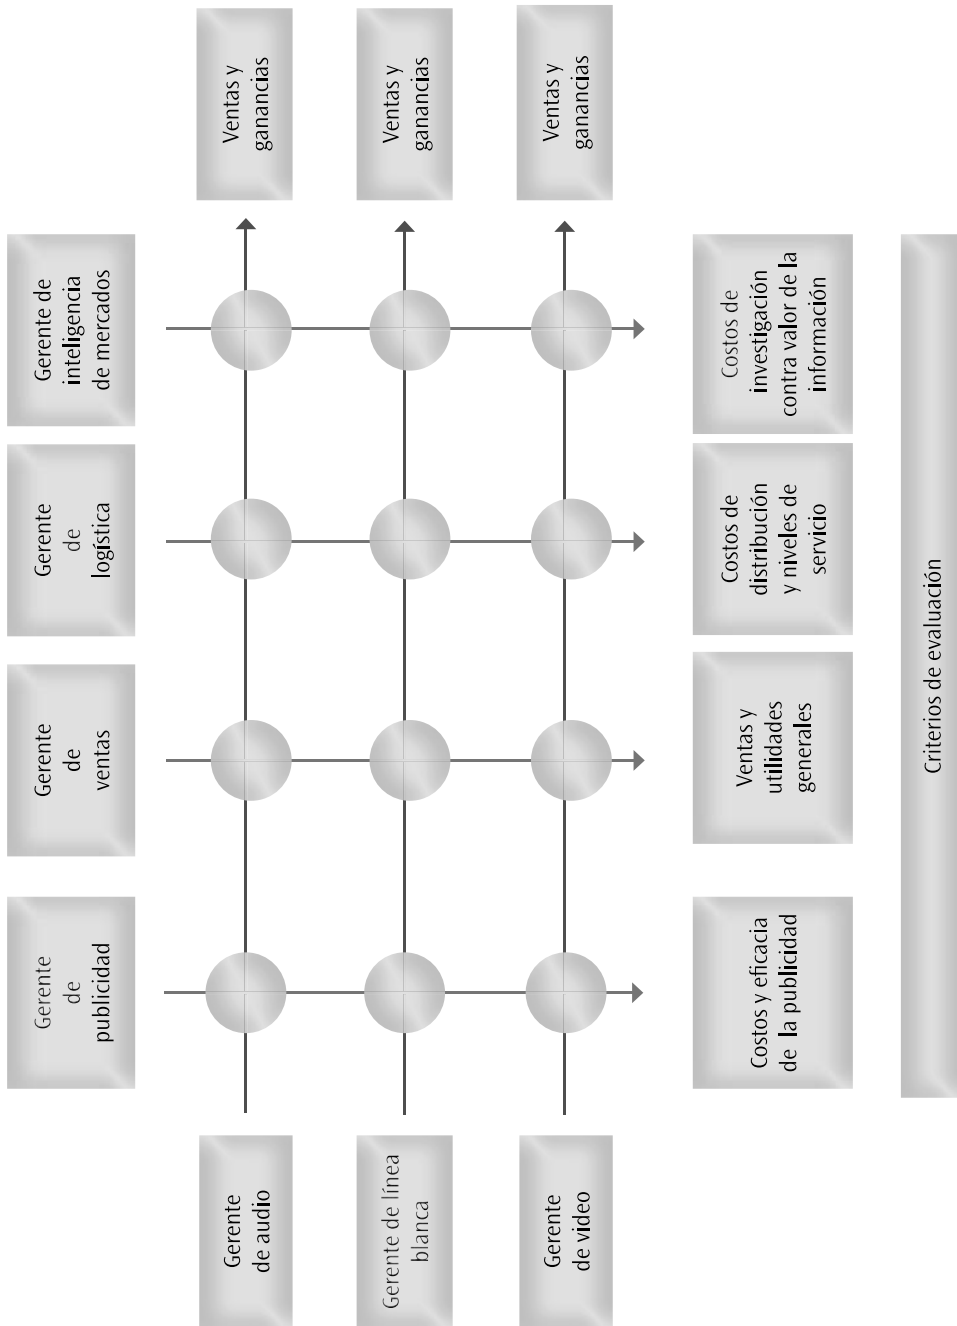 Gerente
de
publicidad
Gerente
de
ventas
Gerente
de
logística
Gerente de
inteligencia
de mercados
Gerente
de audio
Ventas y
ganancias
Gerente de línea
blanca
Ventas y
ganancias
Gerente
de video
Ventas y
ganancias
Costos y eficacia
de la publicidad
Ventas y
utilidades
generales
Costos de
distribución
y niveles de
servicio
Costos de
investigación
contra valor de la
información
Criterios de evaluación